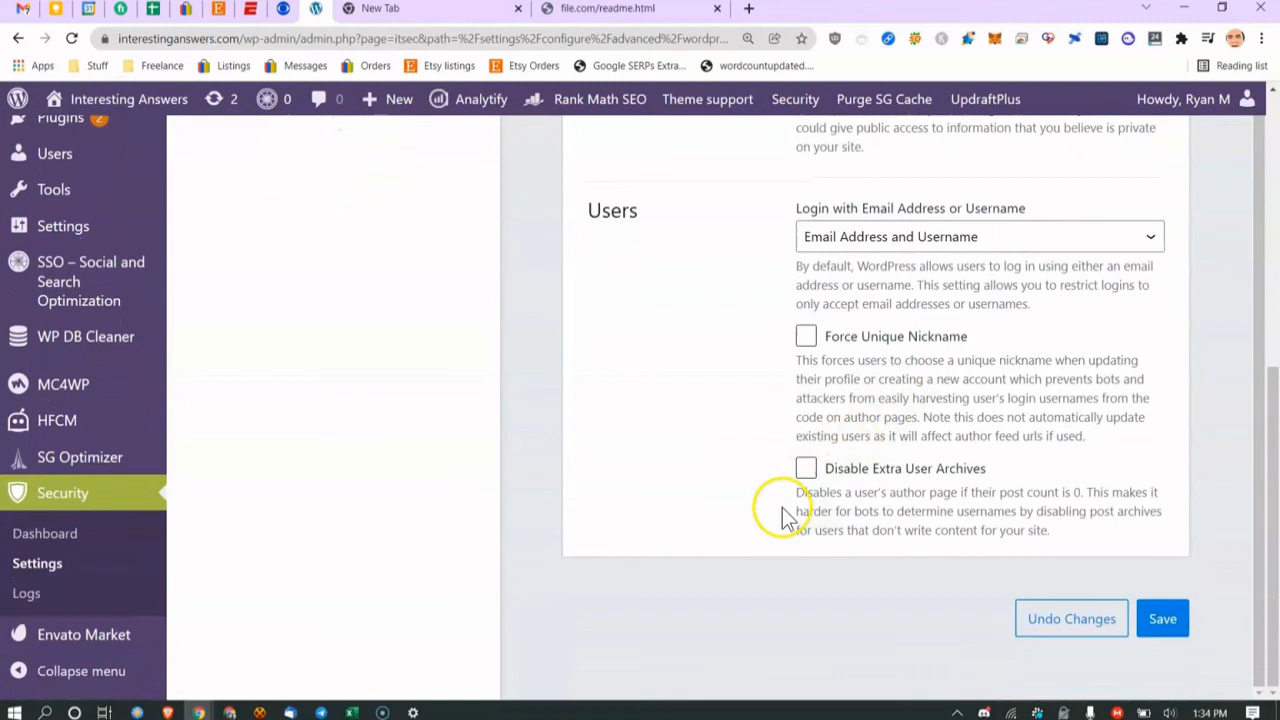 New Tab
file.com/readme.html
interestinganswers.com/wp-admin/admin.php?page=itsec&path=%2Fsettings%2Fconfigure%2Fadvanced%2Fwordpr...
Apps
Stuff
Freelance
Listings
Messages
Orders
Etsy listings
Etsy Orders
Google SERPs Extra...
wordcountupdated....
Reading list
Interesting Answers
2
0
0
New
Analytify
Rank Math SEO
Theme support
Security
Purge SG Cache
UpdraftPlus
Howdy, Ryan M
Plugins 2
Users
Tools
Settings
SSO – Social and
Search
Optimization
WP DB Cleaner
MC4WP
HFCM
SG Optimizer
Security
Dashboard
Settings
Logs
Envato Market
Collapse menu
could give public access to information that you believe is private
on your site.
Users
Login with Email Address or Username
Email Address and Username
By default, WordPress allows users to log in using either an email
address or username. This setting allows you to restrict logins to
only accept email addresses or usernames.
Force Unique Nickname
This forces users to choose a unique nickname when updating
their profile or creating a new account which prevents bots and
attackers from easily harvesting user's login usernames from the
code on author pages. Note this does not automatically update
existing users as it will affect author feed urls if used.
Disable Extra User Archives
Disables a user's author page if their post count is 0. This makes it
harder for bots to determine usernames by disabling post archives
for users that don't write content for your site.
Undo Changes
Save
1:34 PM